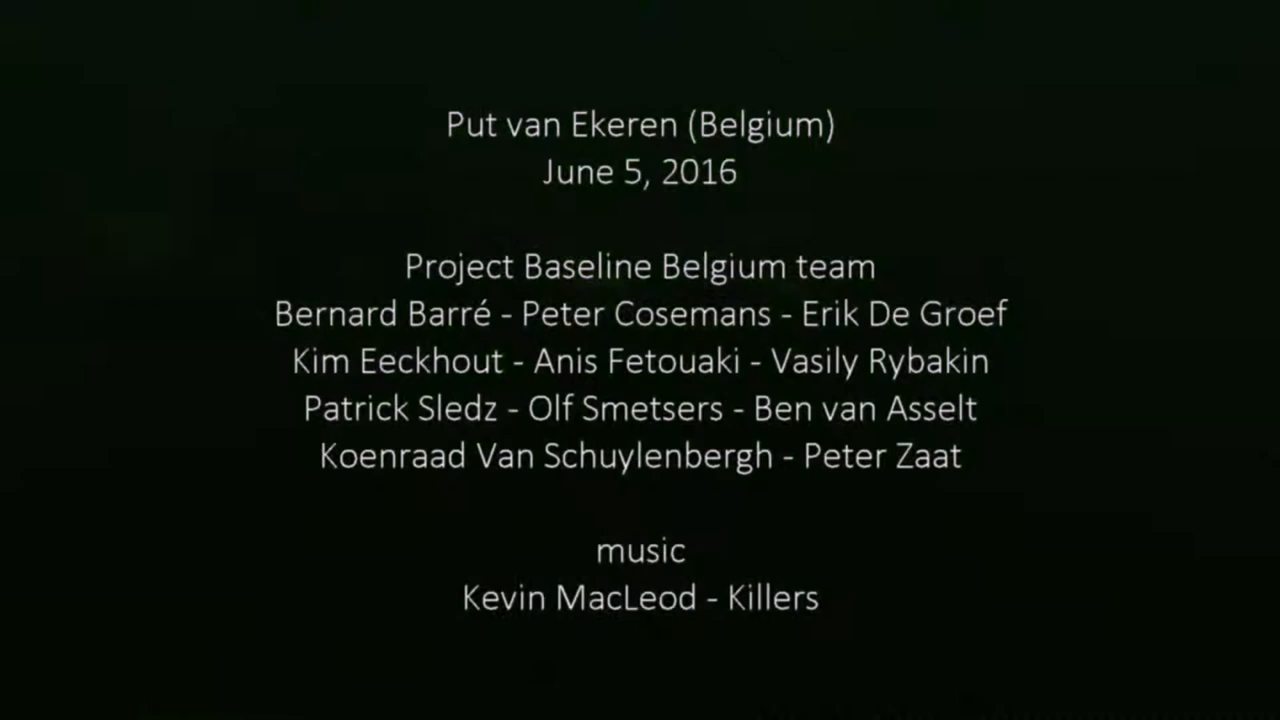 Put van Ekeren (Belgium)
June 5, 2016
Project Baseline Belgium team
Bernard Barré - Peter Cosemans - Erik De Groef
Kim Eeckhout - Anis Fetouaki - Vasily Rybakin
Patrick Sledz - Olf Smetsers - Ben van Asselt
Koenraad Van Schuylenbergh - Peter Zaat
music
Kevin MacLeod - Killers